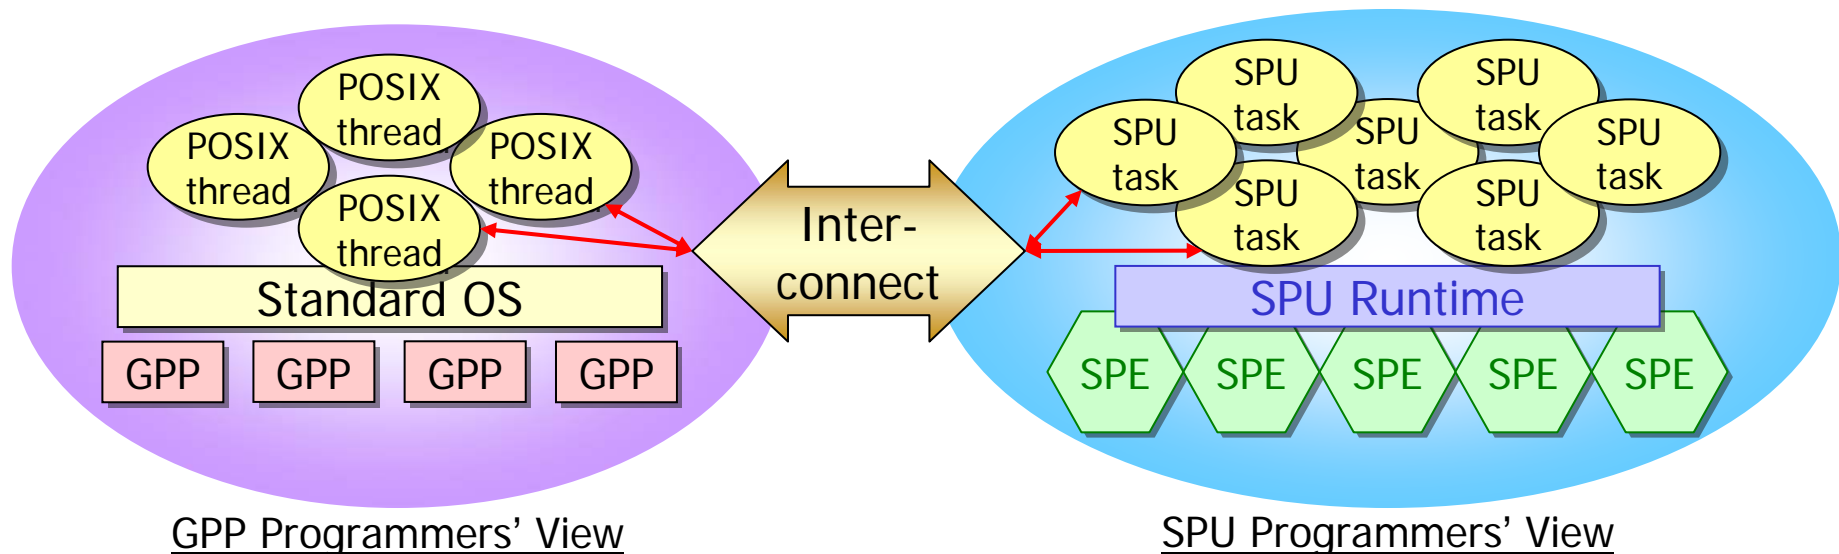 POSIX
thread
POSIX
thread
POSIX
thread
POSIX
thread
Standard OS
GPP
GPP
GPP
GPP
GPP Programmers' View
Inter-
connect
SPU
task
SPU
task
SPU
task
SPU
task
SPU
task
SPU
task
SPU
task
SPU Runtime
SPE
SPE
SPE
SPE
SPE
SPU Programmers' View